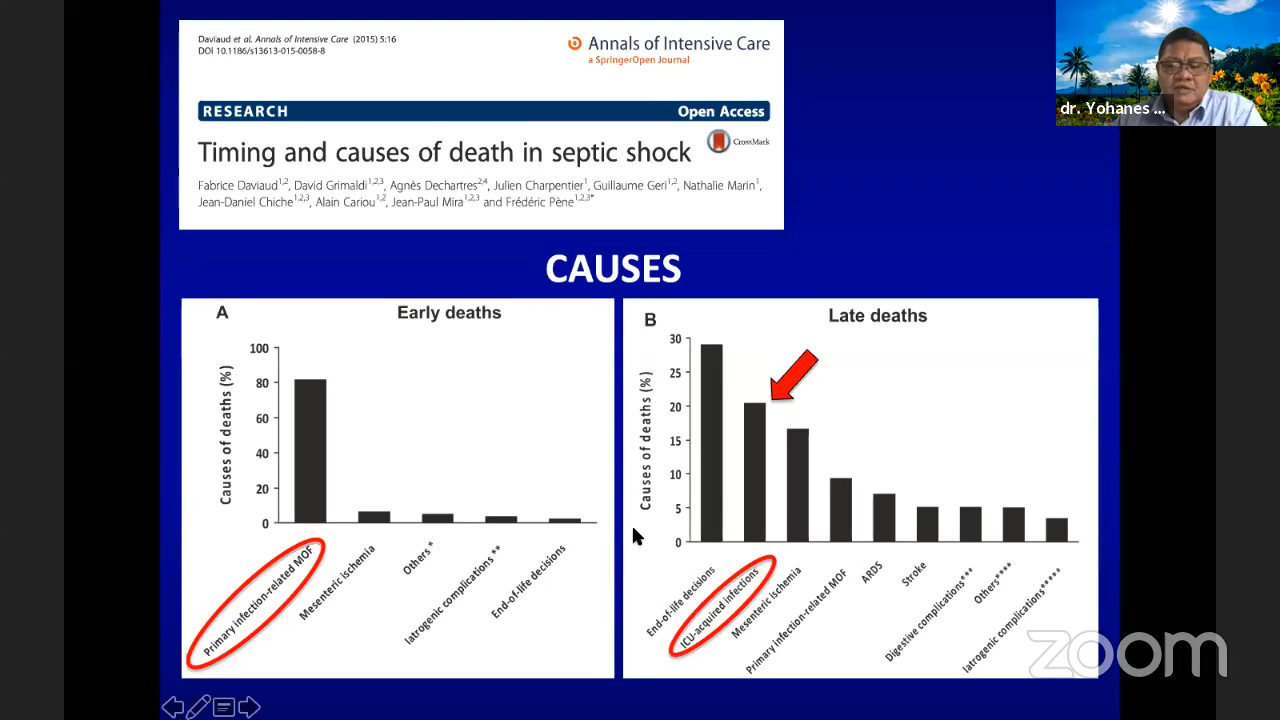 Daviaud et al. Annals of Intensive Care (2015) 5:16
DOI 10.1186/s13613-015-0058-8
Annals of Intensive Care
a SpringerOpen Journal
RESEARCH
Open Access
Timing and causes of death in septic shock
CrossMark
Fabrice Daviaud1,2, David Grimaldi1,2,3, Agnès Dechartres2,4, Julien Charpentier1, Guillaume Geri1,2, Nathalie Marin1,
Jean-Daniel Chiche1,2,3, Alain Cariou1,2, Jean-Paul Mira1,2,3 and Frédéric Pène1,2,3*
dr. Yohanes ...
CAUSES
A
Early deaths
Causes of deaths (%)
100
80
60
40
20
0
Primary infection-related MOF
Mesenteric ischemia
Others *
Iatrogenic complications **
End-of-life decisions
B
Late deaths
Causes of deaths (%)
30
25
20
15
10
5
0
End-of-life decisions
ICU-acquired infections
Mesenteric ischemia
Primary infection-related MOF
ARDS
Stroke
Digestive complications***
Others****
Iatrogenic complications*****
zoom